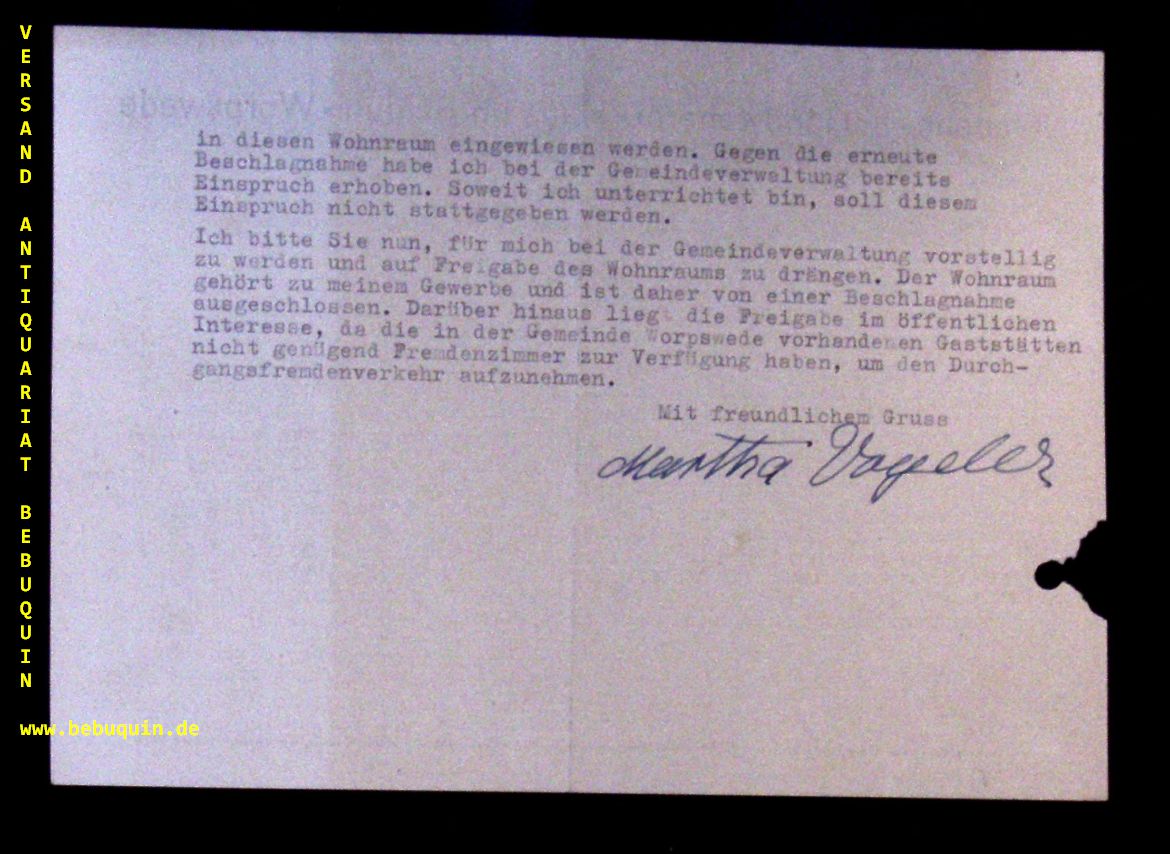 VERSAND ANTIQUARIAT BEBUQUIN
www.bebuquin.de
Worpswede
in diesen Wohnraum eingewiesen werden. Gegen die erneute
Beschlagnahme habe ich bei der Gemeindeverwaltung bereits
Einspruch erhoben. Soweit ich unterrichtet bin, soll diesem
Einspruch nicht stattgegeben werden.
Ich bitte Sie nun, für mich bei der Gemeindeverwaltung vorstellig
zu werden und auf Freigabe des Wohnraums zu drängen. Der Wohnraum
gehört zu meinem Gewerbe und ist daher von einer Beschlagnahme
ausgeschlossen. Darüber hinaus liegt die Freigabe im öffentlichen
Interesse, da die in der Gemeinde Worpswede vorhandenen Gaststätten
nicht genügend Fremdenzimmer zur Verfügung haben, um den Durch-
gangsfremdenverkehr aufzunehmen.
Mit freundlichem Gruss
Martha Vogeler